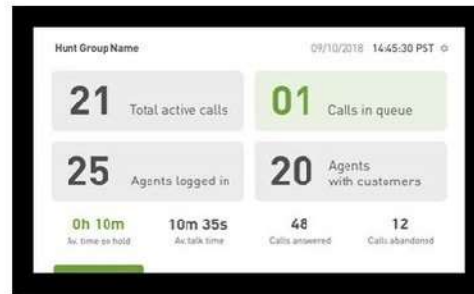 Hunt Group Name
09/10/2018 14:45:30 PST
21 Total active calls
01 Calls in queue
25 Agents logged in
20 Agents
with customers
0h 10m
10m 35s
48
12
Av. time on hold
Av. talk time
Calls answered
Calls abandoned